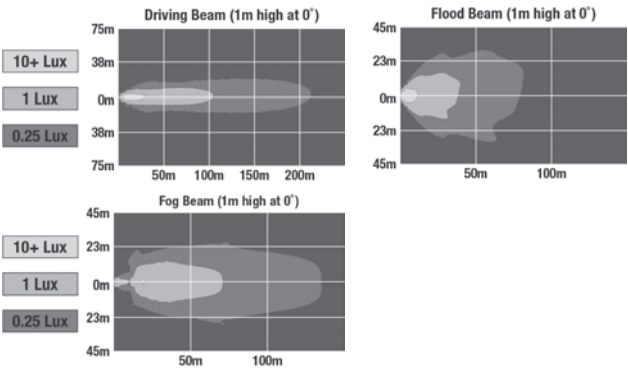 Driving Beam (1m high at 0°)
75m
38m
0m
38m
75m
50m 100m 150m 200m
10+ Lux
1 Lux
0.25 Lux
Flood Beam (1m high at 0°)
45m
23m
0m
23m
45m
50m 100m
Fog Beam (1m high at 0°)
45m
23m
0m
23m
45m
50m 100m
10+ Lux
1 Lux
0.25 Lux